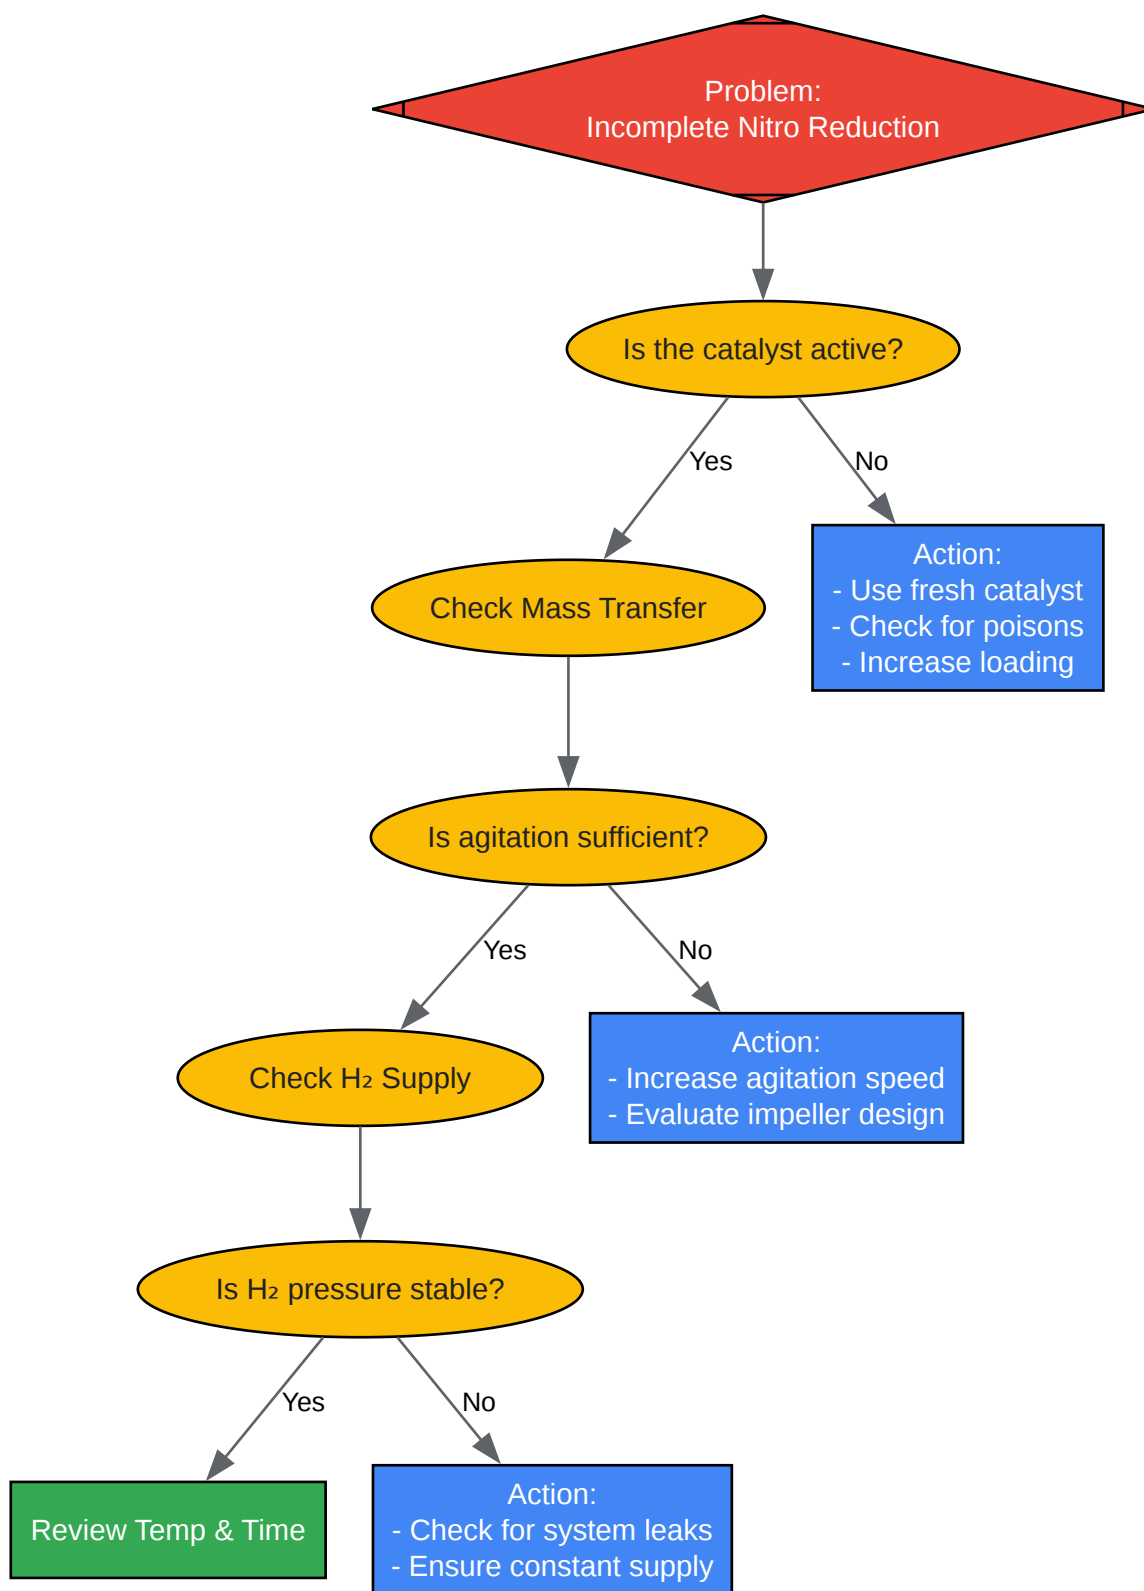 Problem:
Incomplete Nitro Reduction
Is the catalyst active?
Yes
No
Check Mass Transfer
Action:
- Use fresh catalyst
- Check for poisons
- Increase loading
Is agitation sufficient?
Yes
No
Check H₂ Supply
Action:
- Increase agitation speed
- Evaluate impeller design
Is H₂ pressure stable?
Yes
No
Review Temp & Time
Action:
- Check for system leaks
- Ensure constant supply